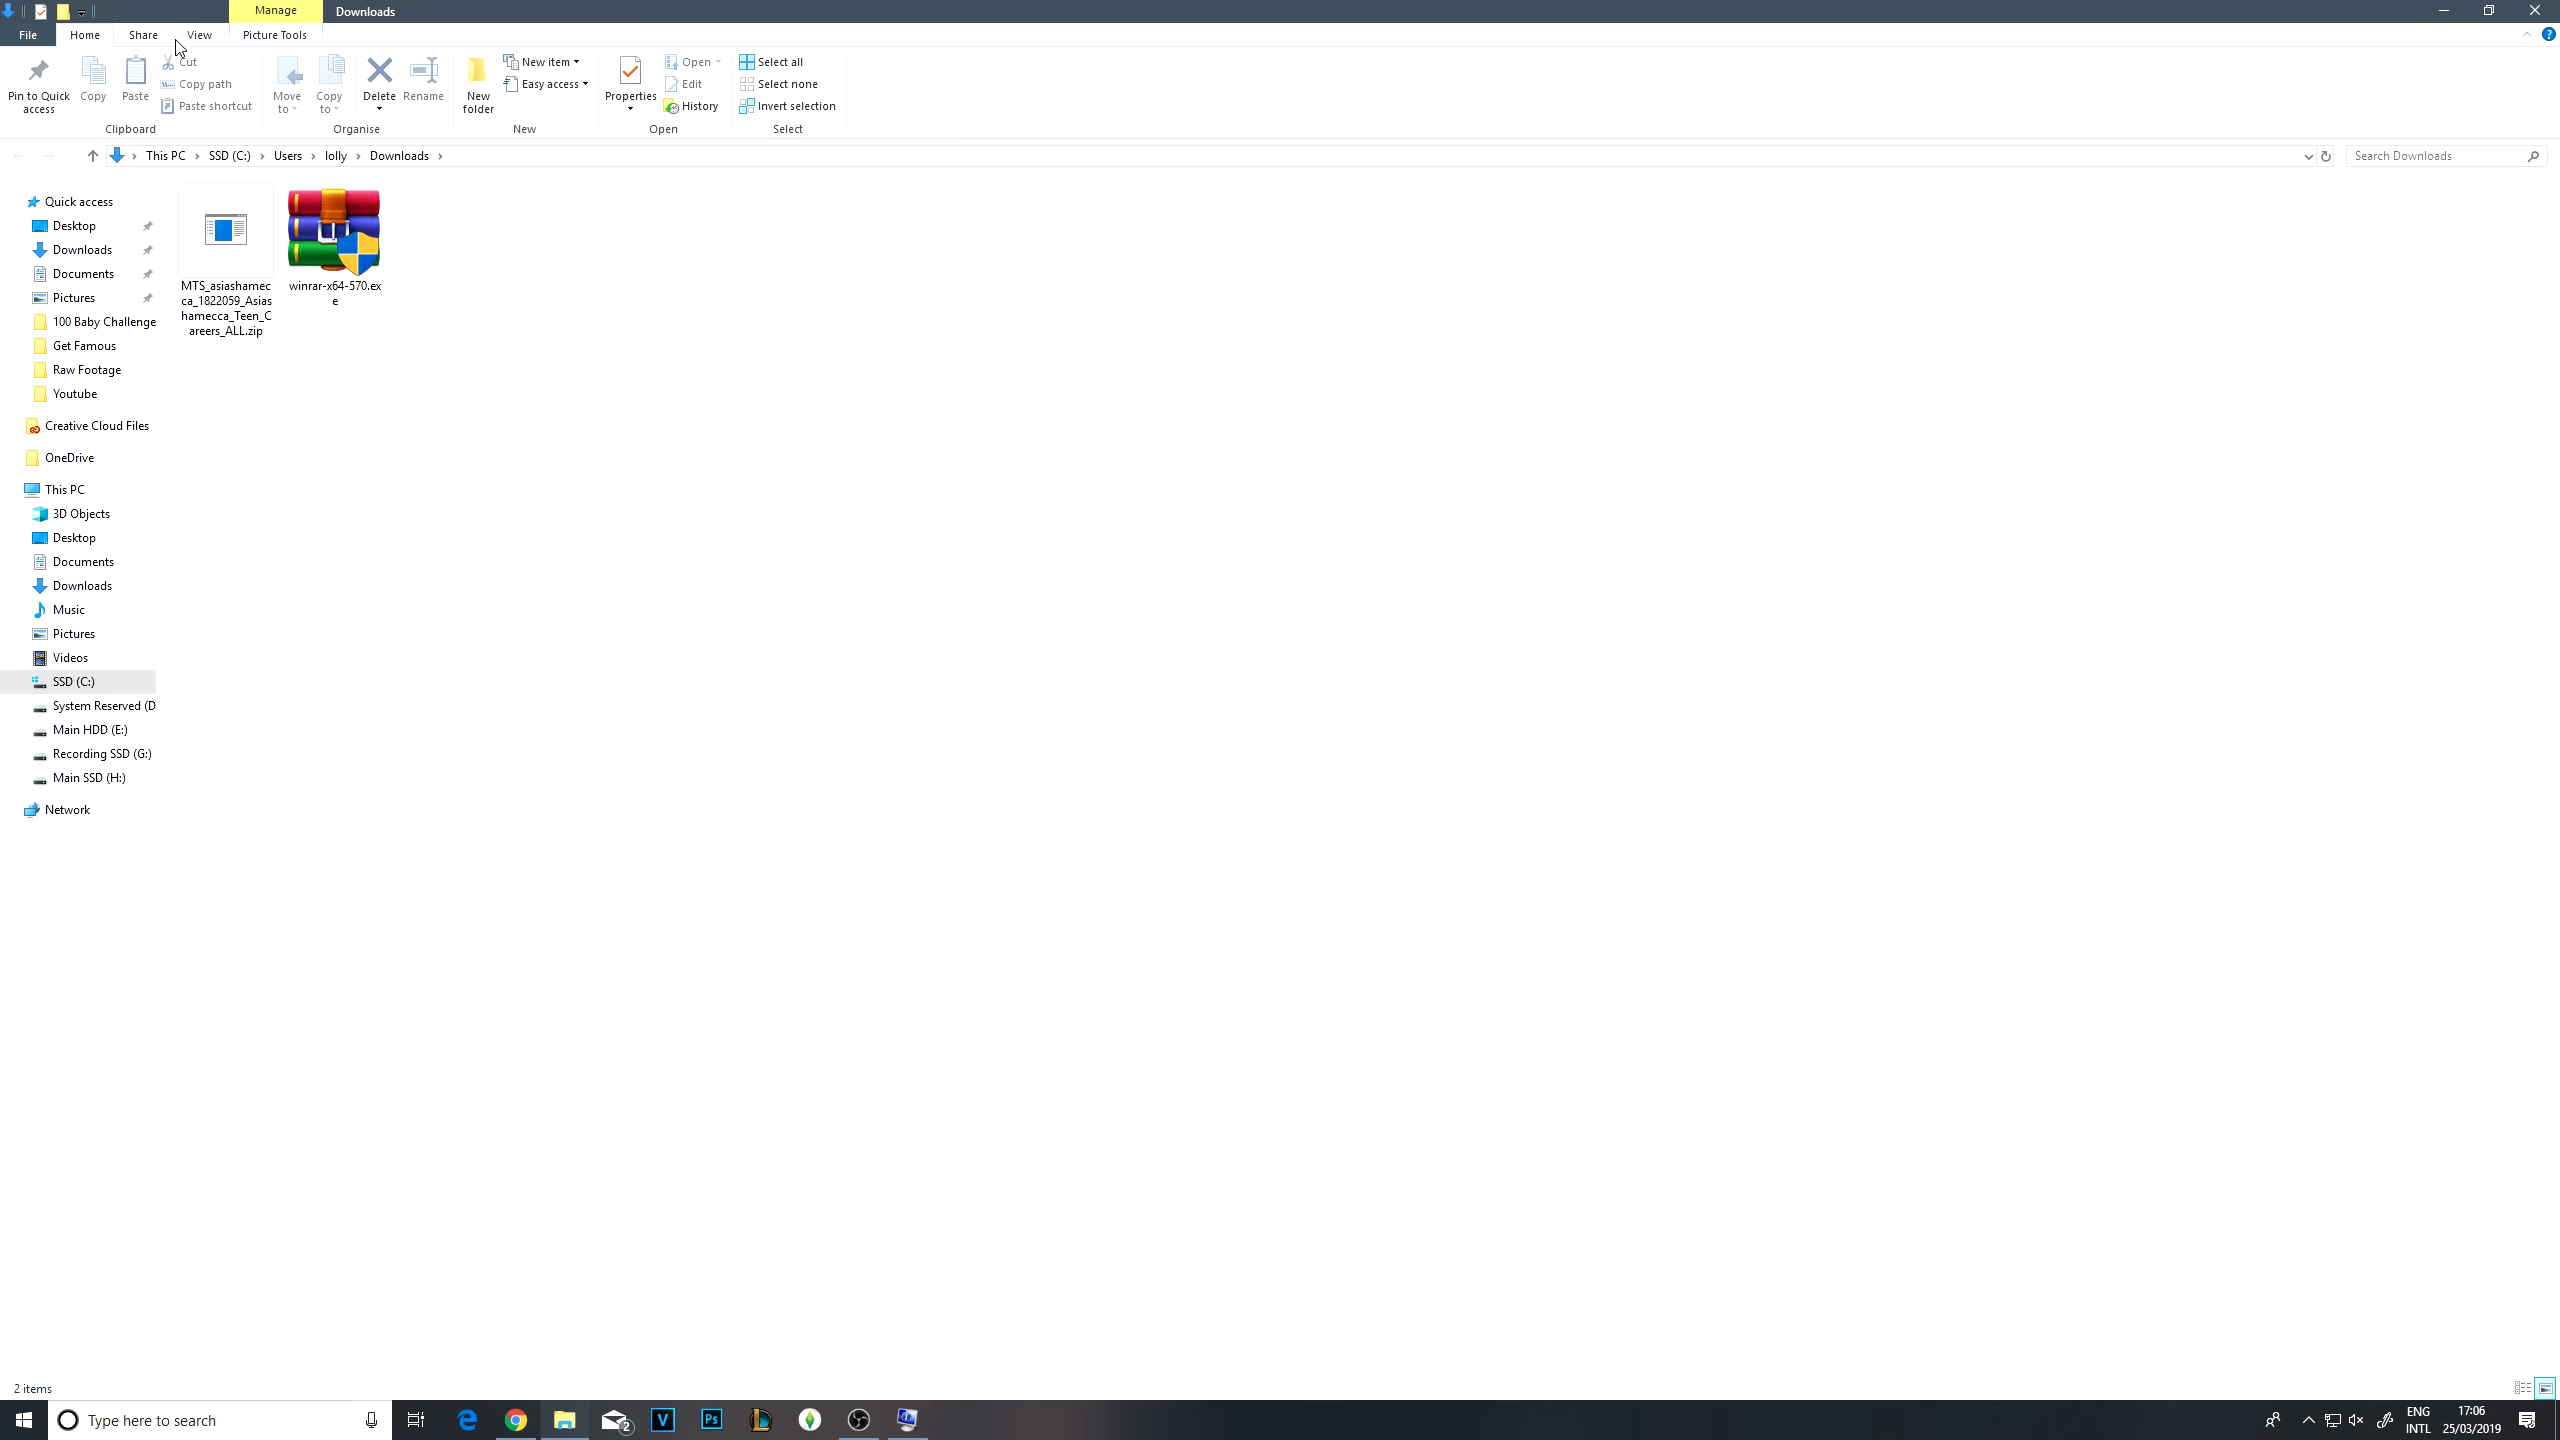 Manage
Downloads
File
Home
Share
View
Picture Tools
Pin to Quick
access
Copy
Paste
Cut
Copy path
Paste shortcut
Clipboard
Move
to
Copy
to
Delete
Rename
Organise
New
folder
New item
Easy access
New
Properties
Open
Edit
History
Open
Select all
Select none
Invert selection
Select
This PC
SSD (C:)
Users
lolly
Downloads
Search Downloads
Quick access
Desktop
Downloads
Documents
Pictures
100 Baby Challenge
Get Famous
Raw Footage
Youtube
Creative Cloud Files
OneDrive
This PC
3D Objects
Desktop
Documents
Downloads
Music
Pictures
Videos
SSD (C:)
System Reserved (D
Main HDD (E:)
Recording SSD (G:)
Main SSD (H:)
Network
MTS_asiashamec
ca_1822059_Asias
hamecca_Teen_C
areers_ALL.zip
winrar-x64-570.ex
e
2 items
Type here to search
2
V
Ps
ENG
INTL
17:06
25/03/2019